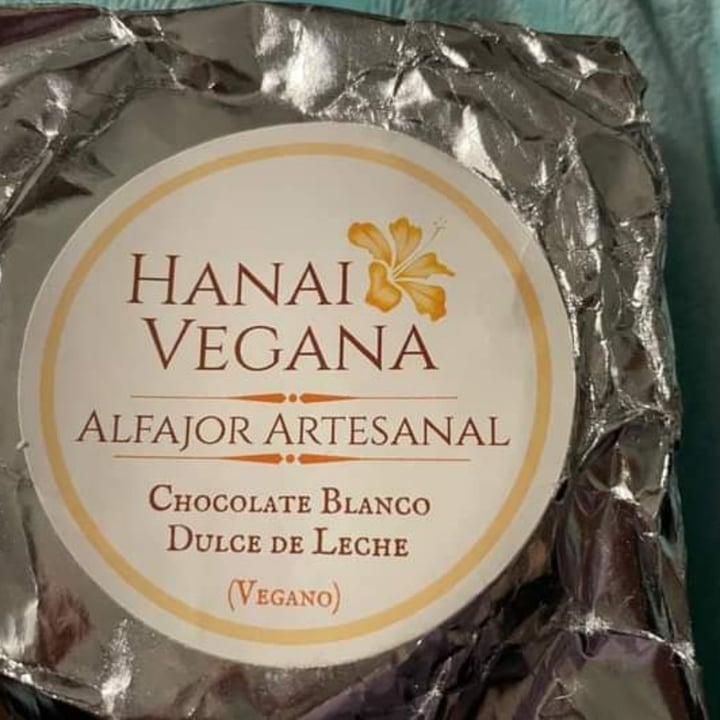 Hanai
Vegana
Alfajor Artesanal
Chocolate Blanco
Dulce de Leche
(Vegano)